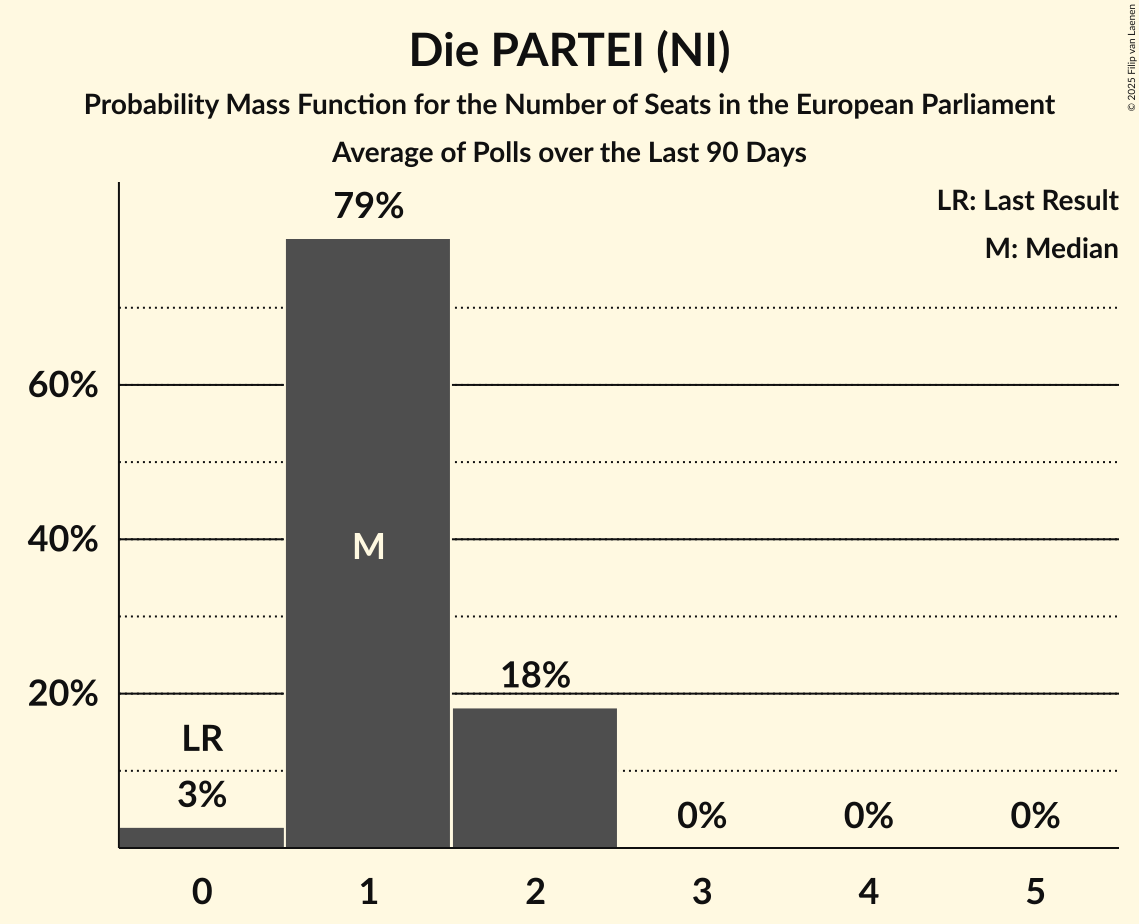 Die PARTEI (NI)
Probability Mass Function for the Number of Seats in the European Parliament
Average of Polls over the Last 90 Days
© 2025 Filip van Laenen
LR: Last Result
M: Median
79%
60%
40%
20%
M
18%
LR
3%
0%
0%
0%
0
1
2
3
4
5